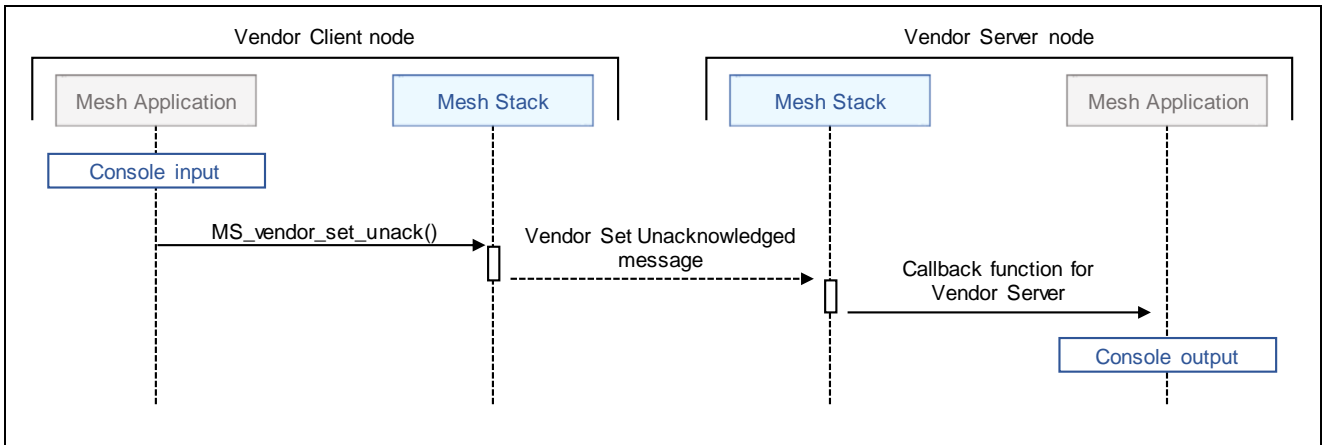 Vendor Client node
Vendor Server node
Mesh Application
Mesh Stack
Mesh Stack
Mesh Application
Console input
MS_vendor_set_unack()
Vendor Set Unacknowledged
message
Callback function for
Vendor Server
Console output